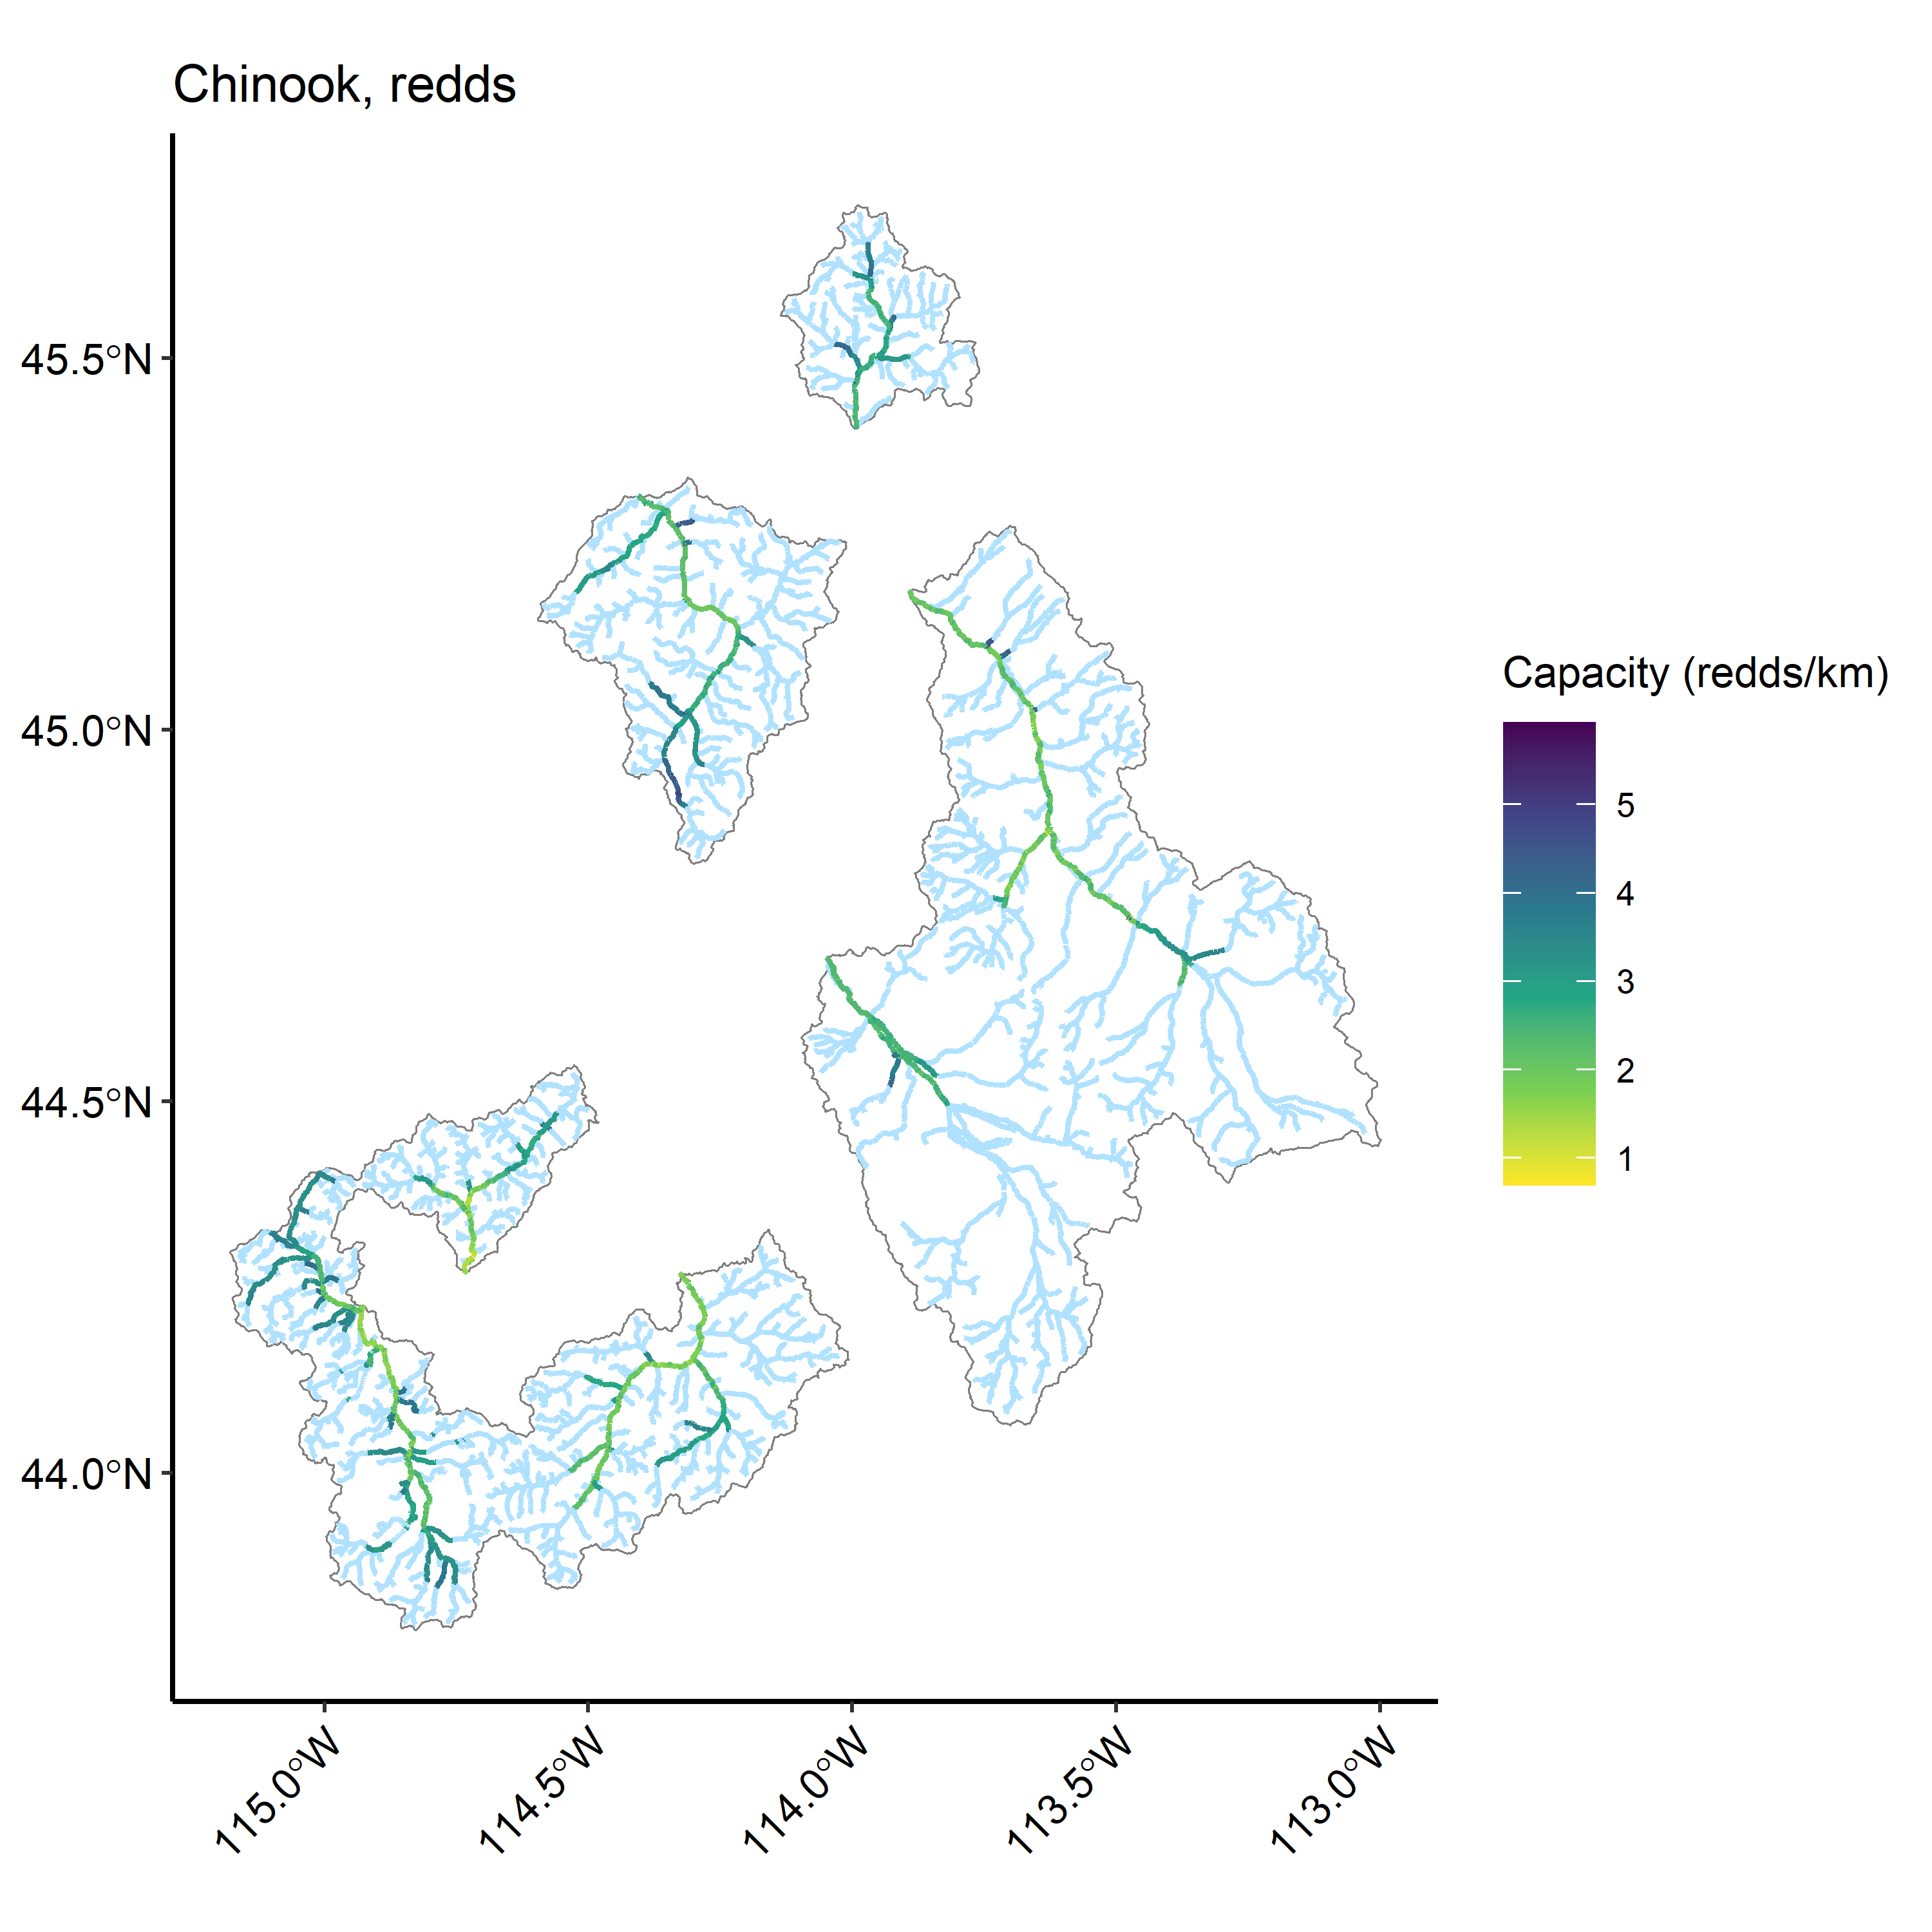 Chinook, redds
45.5°N
45.0°N
44.5°N
44.0°N
115.0°W
114.5°W
114.0°W
113.5°W
113.0°W
Capacity (redds/km)
5
4
3
2
1